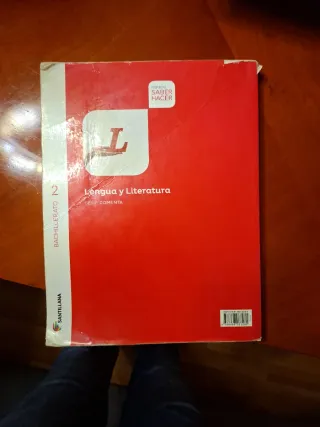 SABER
HACER
L
Lengua y Literatura
BACHILLERATO 2
SANTILLANA